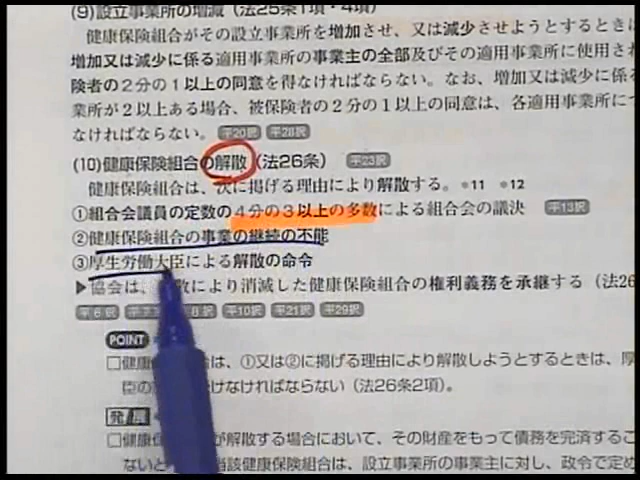 (9)設立事業所の増減(法25条1項・4項)
健康保険組合がその設立事業所を増加させ、又は減少させようとするときは
増加又は減少に係る適用事業所の事業主の全部及びその適用事業所に使用さ
険者の2分の1以上の同意を得なければならない。なお、増加又は減少に係
業所が2以上ある場合、被保険者の2分の1以上の同意は、各適用事業所に
なければならない。 平20択 平28択
(10)健康保険組合の解散(法26条) 平23択
健康保険組合は、次に掲げる理由により解散する。*11 *12
①組合会議員の定数の4分の3以上の多数による組合会の議決 平13択
②健康保険組合の事業の継続の不能
③厚生労働大臣による解散の命令
▶協会は、 により消滅した健康保険組合の権利義務を承継する(法26
平6択 8択 平10択 平21択 平29択
POINT
□健康 合は、①又は②に掲げる理由により解散しようとするときは、厚
臣の けなければならない(法26条2項)。
発展
□健康 が解散する場合において、その財産をもって債務を完済するこ
ないと 当該健康保険組合は、設立事業所の事業主に対し、政令で定め